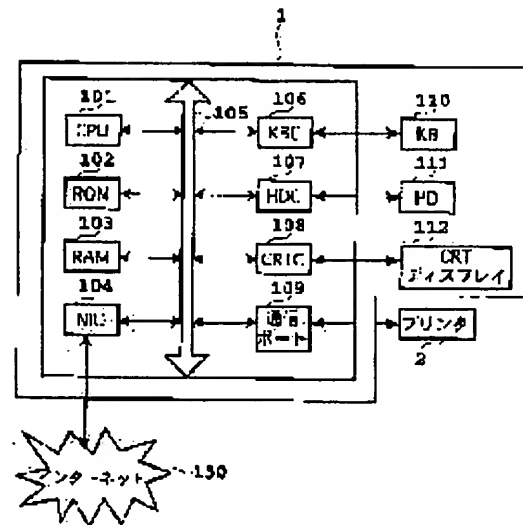 1
101
CPU
102
ROM
103
RAM
104
NIU
105
106
KBC
107
HDC
108
CRTC
109
通信
ポート
110
KB
111
HD
112
CRT
ディスプレイ
プリンタ
2
インターネット
130